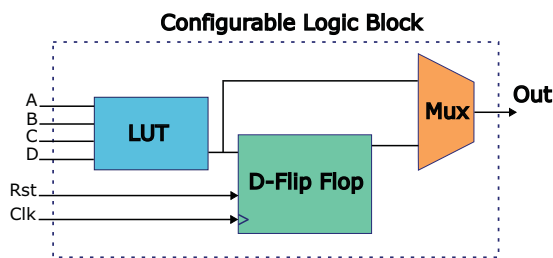 Configurable Logic Block
A
B
C
D
LUT
Mux
Out
D-Flip Flop
Rst
Clk